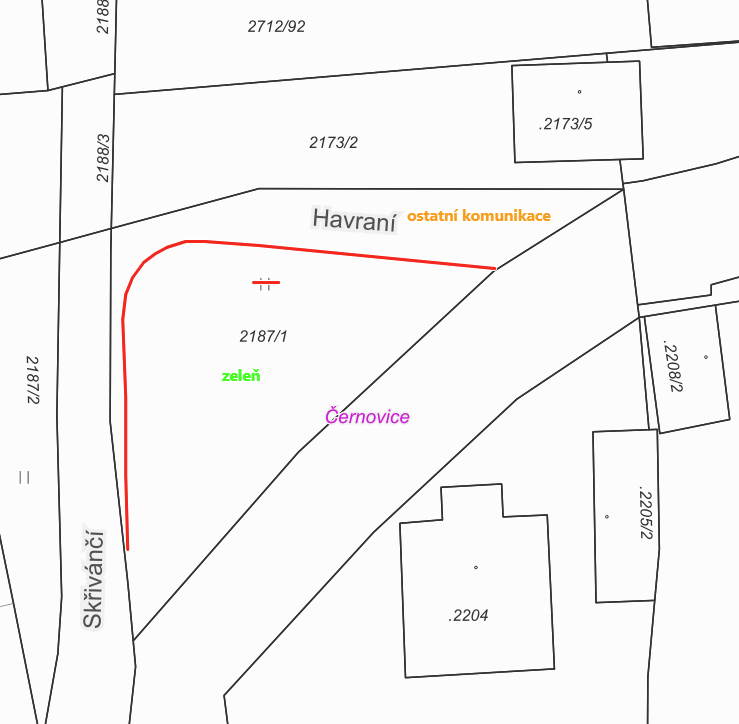 2188
2712/92
.2173/5
2188/3
2173/2
Havraní
ostatní komunikace
2187/1
2187/2
zeleň
.2208/2
Černovice
.2205/2
Skřivánčí
.2204